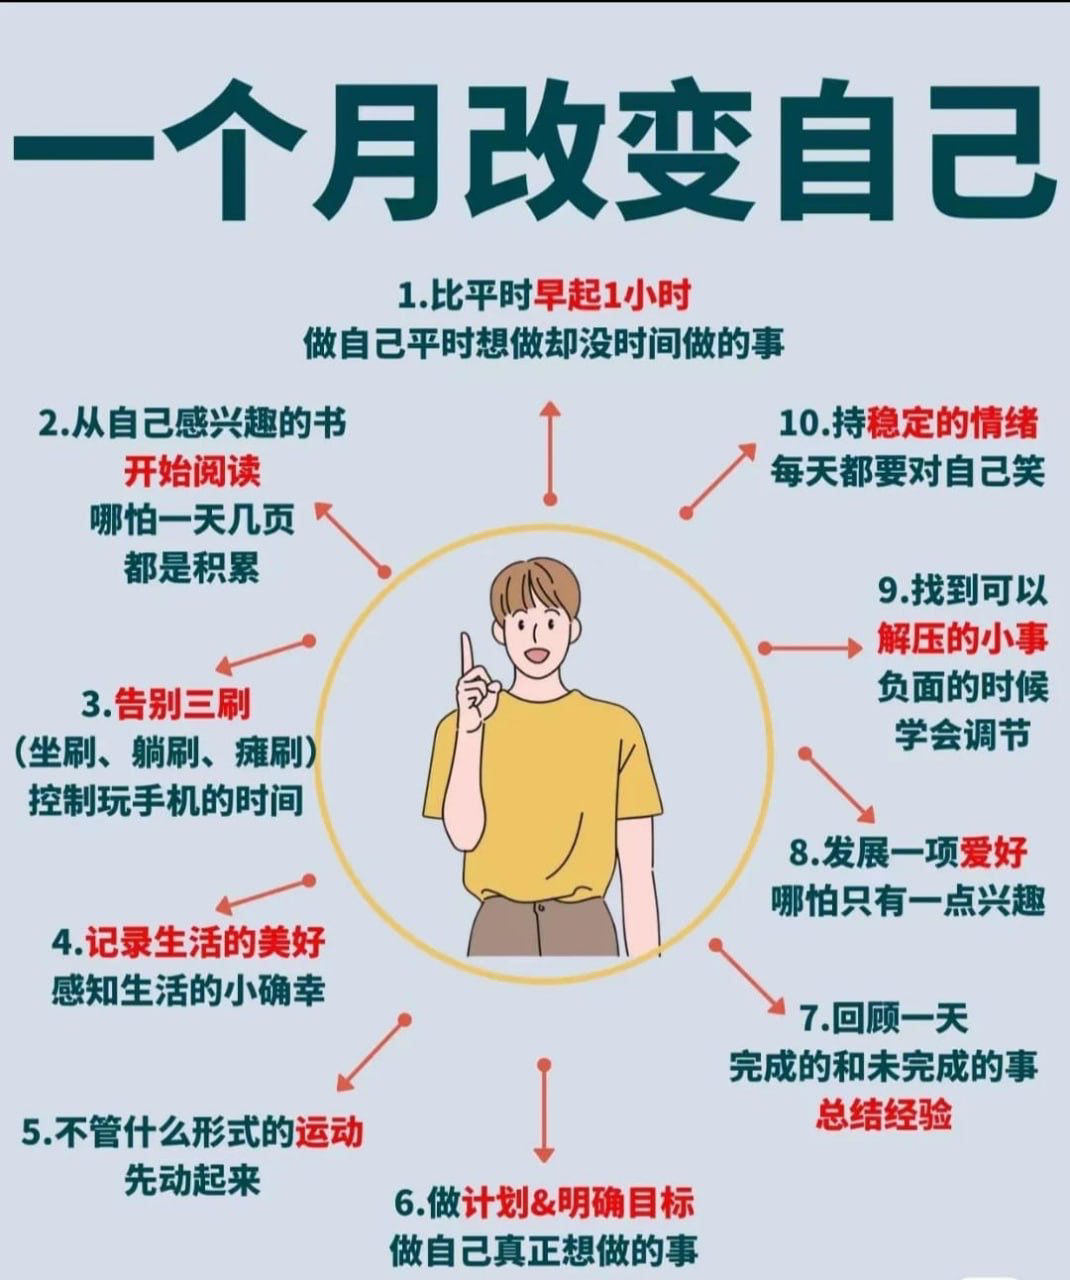 一个月改变自己
1.比平时早起1小时
做自己平时想做却没时间做的事
2.从自己感兴趣的书
开始阅读
哪怕一天几页
都是积累
3.告别三刷
（坐刷、躺刷、瘫刷）
控制玩手机的时间
4.记录生活的美好
感知生活的小确幸
5.不管什么形式的运动
先动起来
6.做计划&明确目标
做自己真正想做的事
7.回顾一天
完成的和未完成的事
总结经验
8.发展一项爱好
哪怕只有一点兴趣
9.找到可以
解压的小事
负面的时候
学会调节
10.持稳定的情绪
每天都要对自己笑